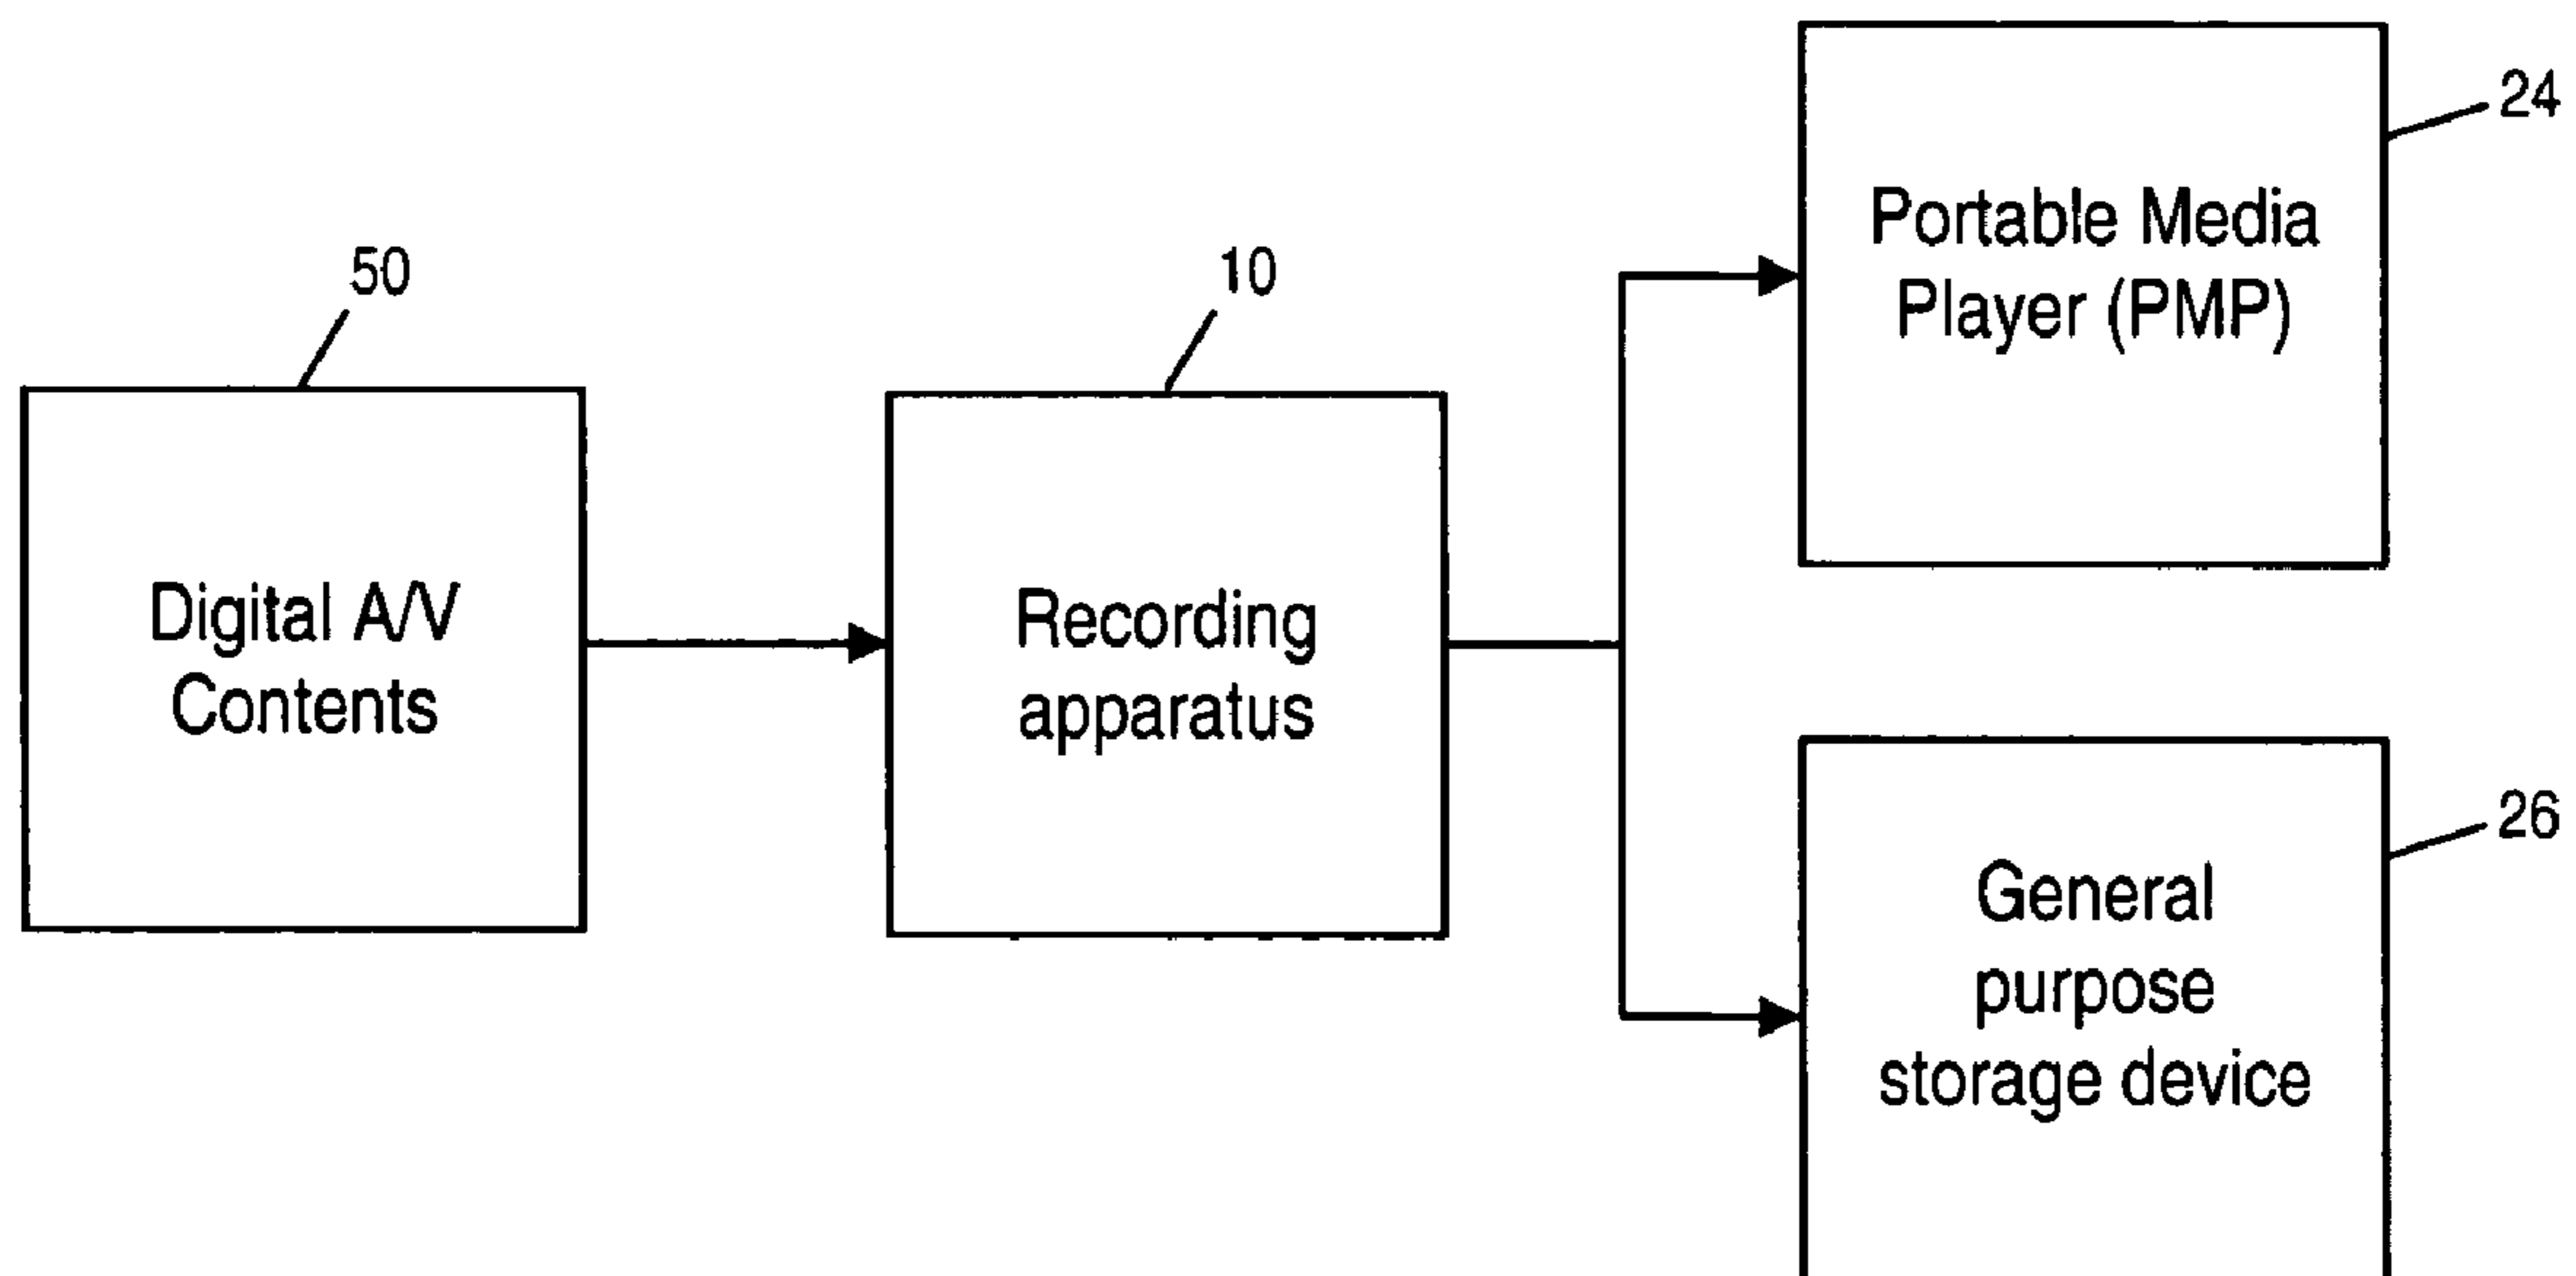 50
Digital A/V
Contents
10
Recording
apparatus
24
Portable Media
Player (PMP)
26
General
purpose
storage device